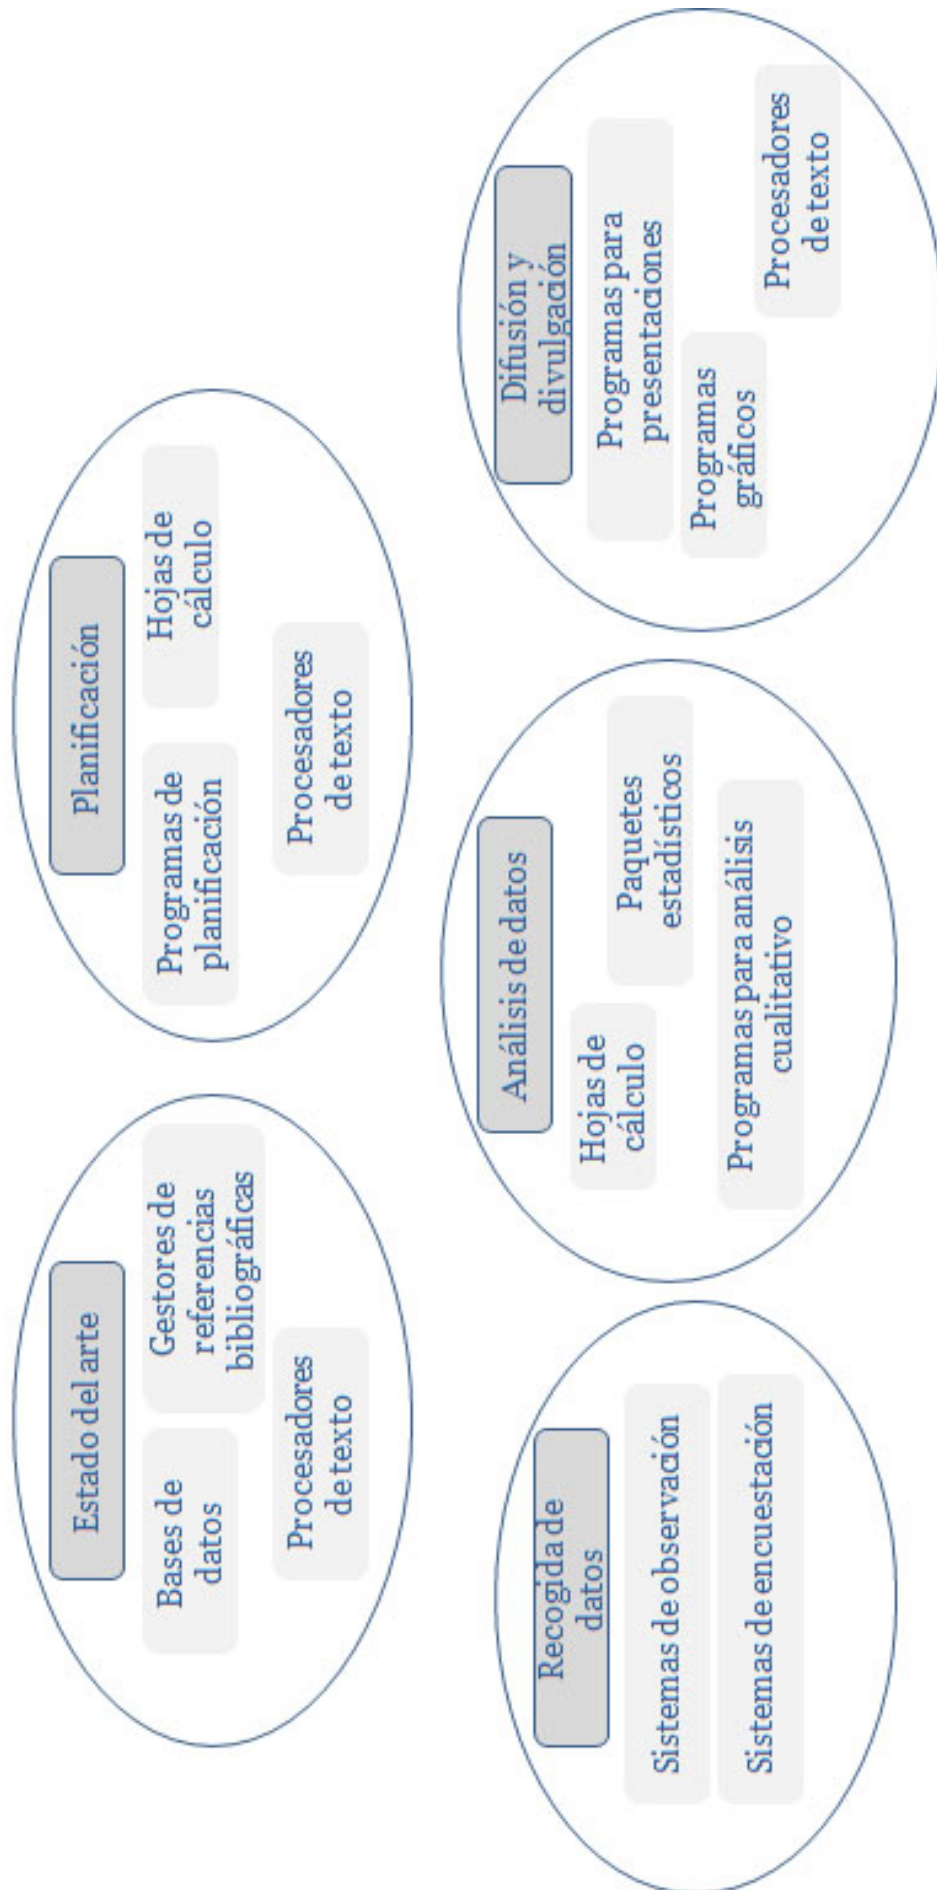 Estado del arte
Bases de
datos
Gestores de
referencias
bibliográficas
Procesadores
de texto
Planificación
Programas de
planificación
Hojas de
cálculo
Procesadores
de texto
Recogida de
datos
Sistemas de observación
Sistemas de encuestación
Análisis de datos
Hojas de
cálculo
Paquetes
estadísticos
Programas para análisis
cualitativo
Difusión y
divulgación
Programas para
presentaciones
Programas
gráficos
Procesadores
de texto